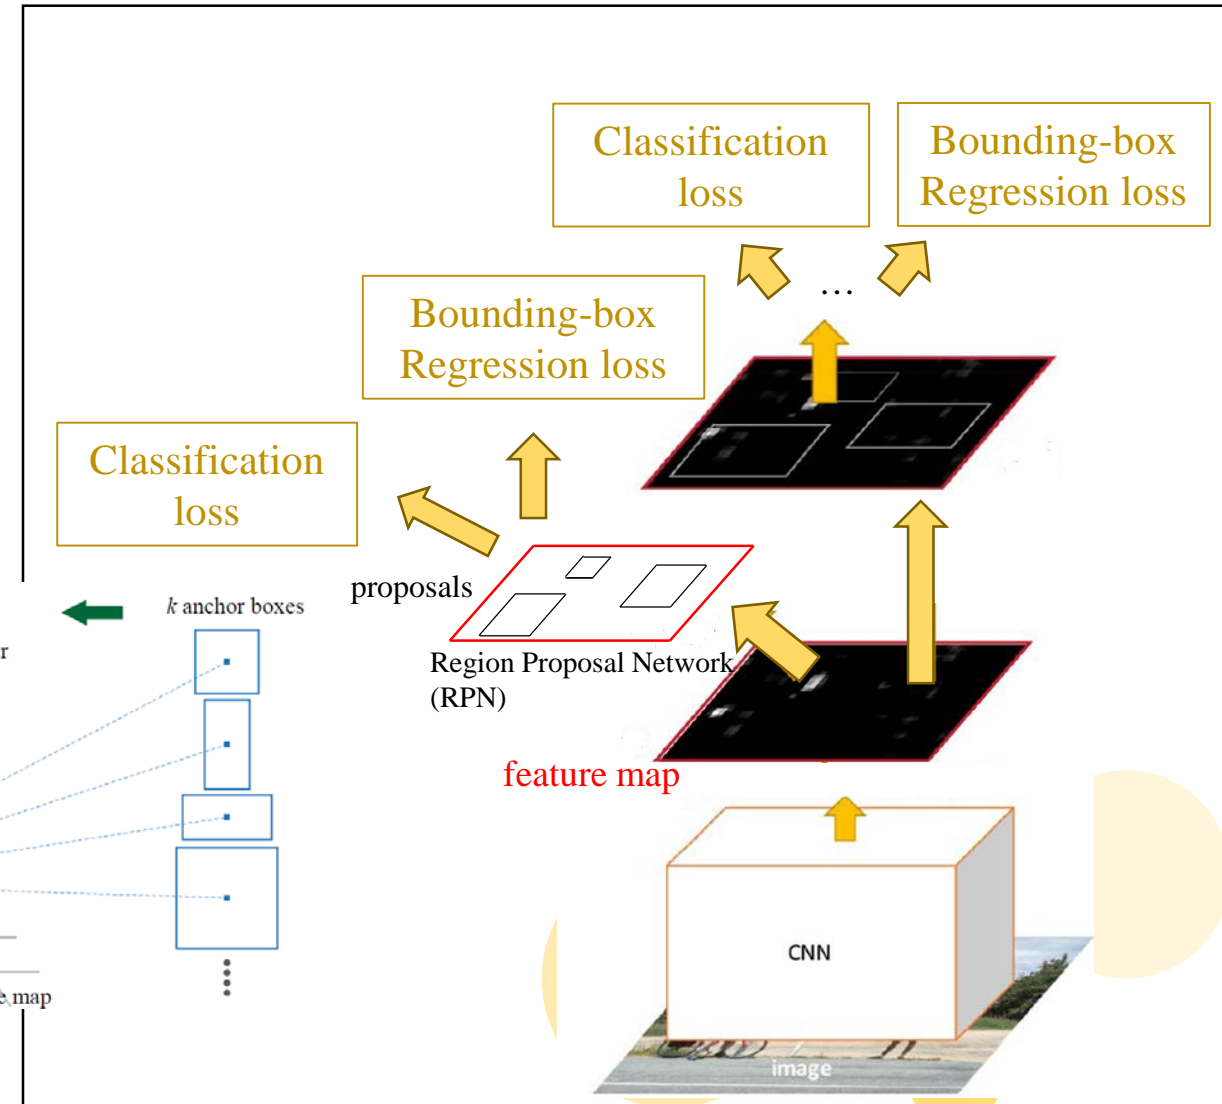 Classification
loss
Bounding-box
Regression loss
…
Bounding-box
Regression loss
Classification
loss
proposals
k anchor boxes
Region Proposal Network
(RPN)
feature map
CNN
map
image